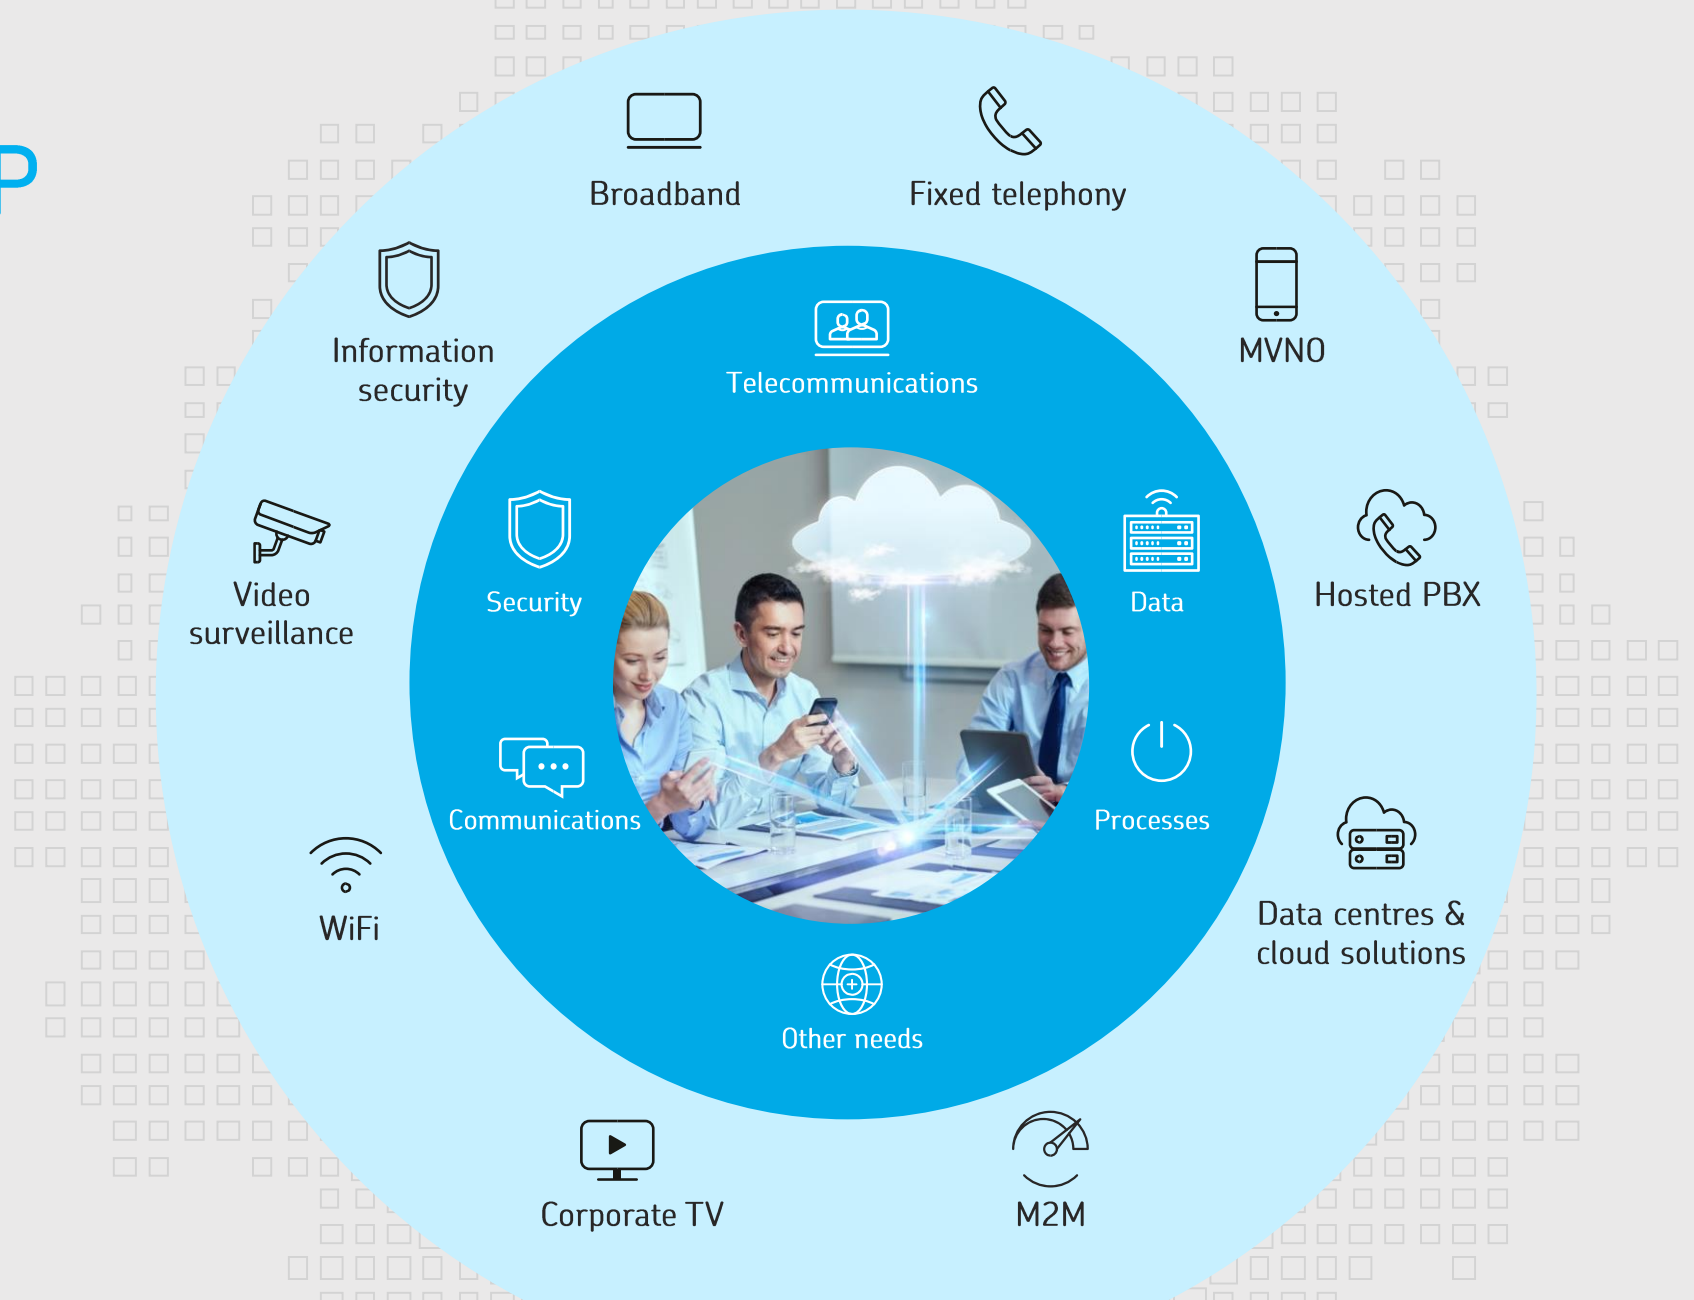 P
Broadband
Fixed telephony
Information
security
MVNO
Telecommunications
Video
surveillance
Security
Data
Hosted PBX
Communications
Processes
WiFi
Data centres &
cloud solutions
Other needs
Corporate TV
M2M